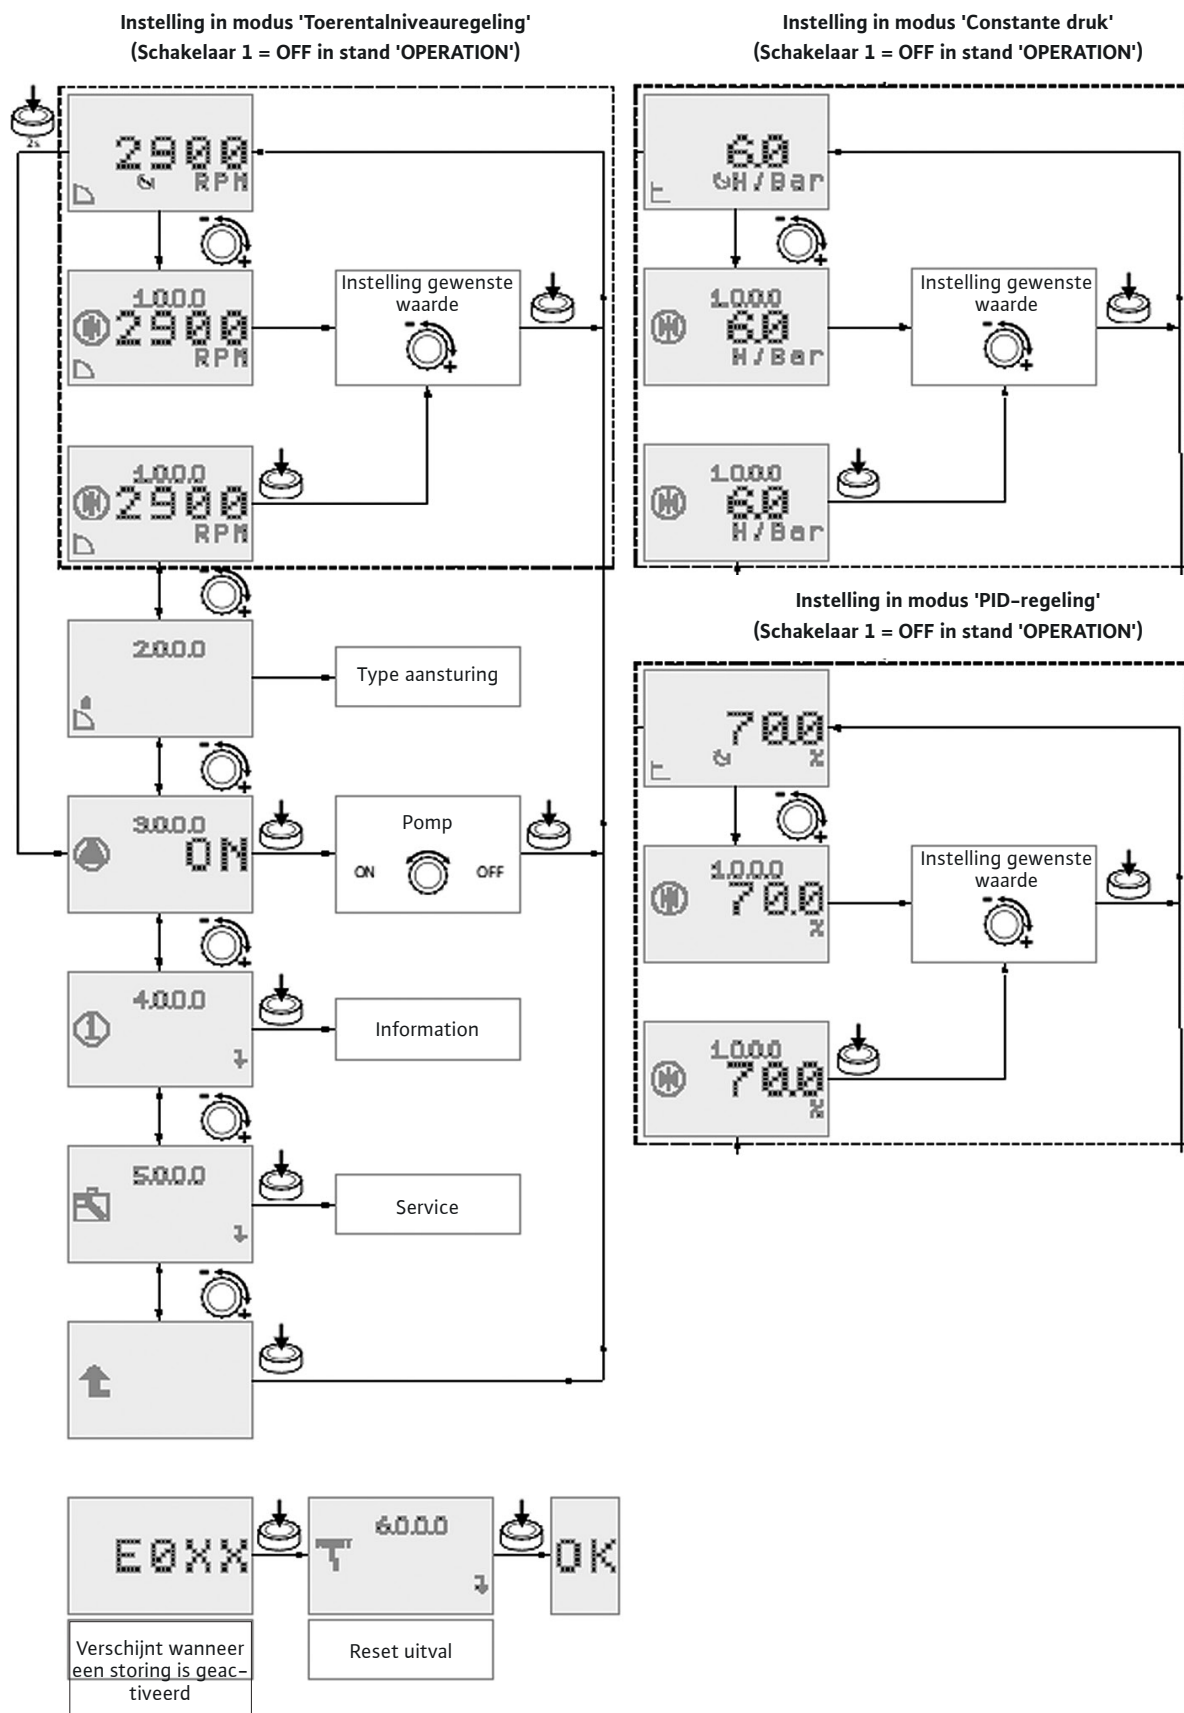 Instelling in modus 'Toerentalniveauregeling'
(Schakelaar 1 = OFF in stand 'OPERATION')
2s
2900
RPM
- +
1.0.0.0
2900
RPM
Instelling gewenste
waarde
- +
1.0.0.0
2900
RPM
- +
2.0.0.0
Type aansturing
- +
3.0.0.0
ON
Pomp
ON OFF
- +
4.0.0.0
1
Information
- +
5.0.0.0
Service
- +
E0XX
6.0.0.0
OK
Verschijnt wanneer
een storing is geac-
tiveerd
Reset uitval
Instelling in modus 'Constante druk'
(Schakelaar 1 = OFF in stand 'OPERATION')
6.0
H/Bar
- +
1.0.0.0
6.0
H/Bar
Instelling gewenste
waarde
- +
1.0.0.0
6.0
H/Bar
Instelling in modus 'PID-regeling'
(Schakelaar 1 = OFF in stand 'OPERATION')
70.0
%
- +
1.0.0.0
70.0
%
Instelling gewenste
waarde
- +
1.0.0.0
70.0
%